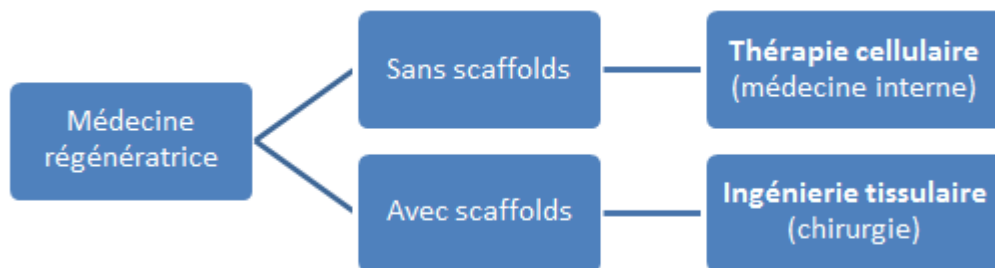 Médecine
régénératrice
Sans scaffolds
Thérapie cellulaire
(médecine interne)
Avec scaffolds
Ingénierie tissulaire
(chirurgie)